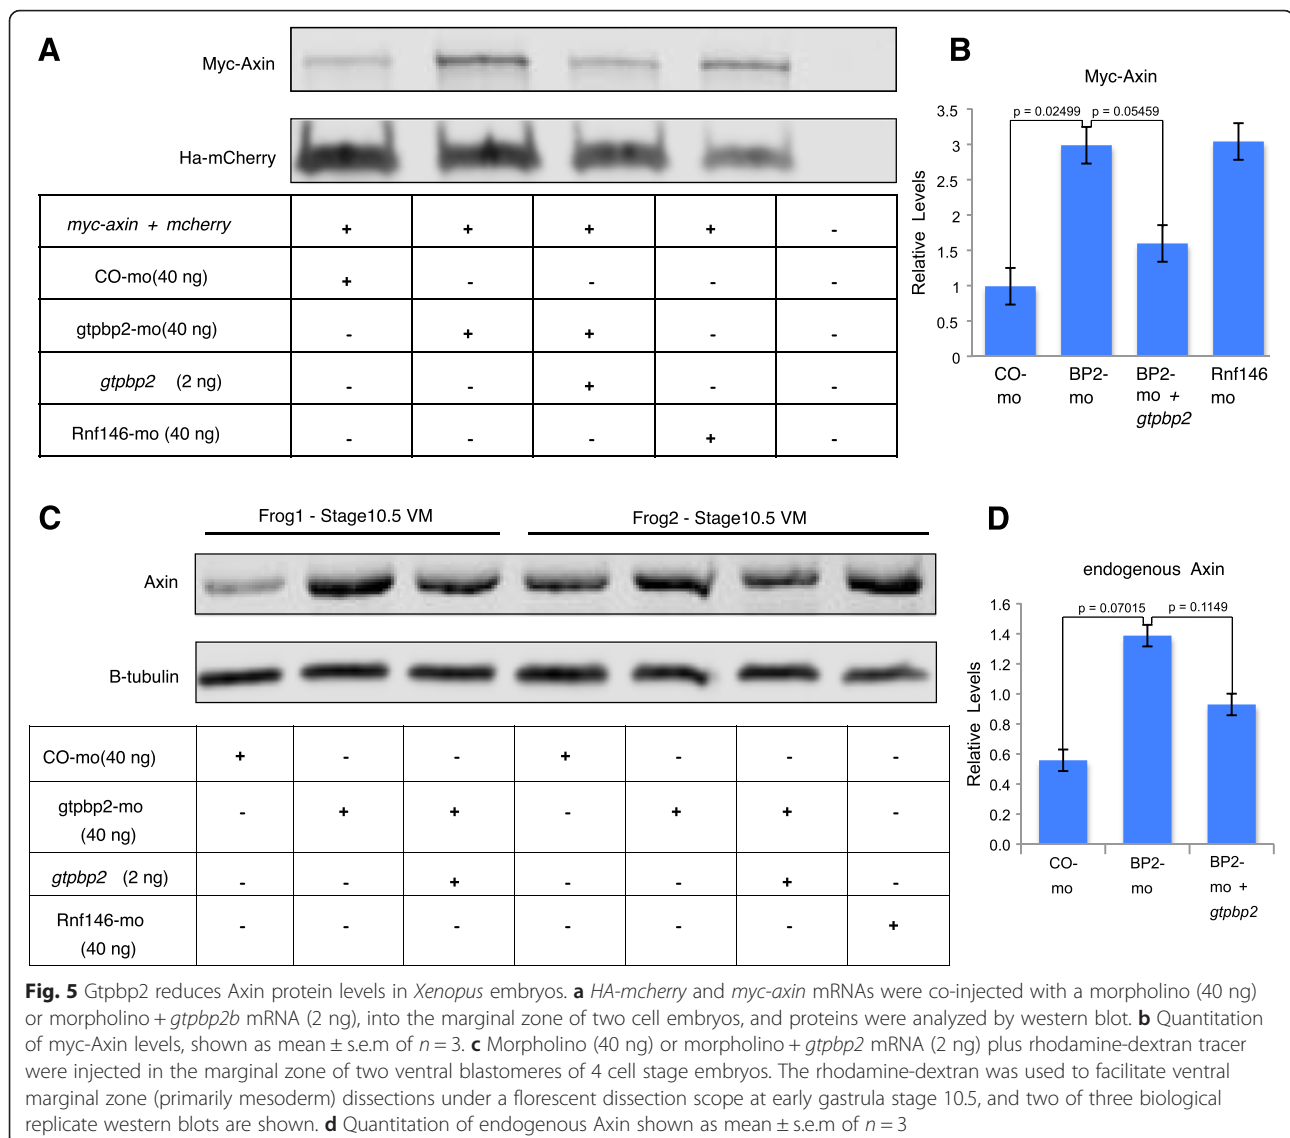 A
Myc-Axin
Ha-mCherry
myc-axin + mcherry + + + + -
CO-mo(40 ng) + - - - -
gtpbp2-mo(40 ng) - + + - -
gtpbp2 (2 ng) - - + - -
Rnf146-mo (40 ng) - - - + -
B
Myc-Axin
p = 0.02499 p = 0.05459
Relative Levels
3.5
3
2.5
2
1.5
1
0.5
0
CO- BP2- BP2- Rnf146
mo mo mo + mo
gtpbp2
C
Frog1 - Stage10.5 VM Frog2 - Stage10.5 VM
Axin
B-tubulin
CO-mo(40 ng) + - - + - - -
gtpbp2-mo - + + - + + -
(40 ng)
gtpbp2 (2 ng) - - + - - + -
Rnf146-mo - - - - - - +
(40 ng)
D
endogenous Axin
p = 0.07015 p = 0.1149
Relative Levels
1.6
1.4
1.2
1.0
0.8
0.6
0.4
0.2
0.0
CO- BP2- BP2-
mo mo mo +
gtpbp2
Fig. 5 Gtpbp2 reduces Axin protein levels in Xenopus embryos. a HA-mcherry and myc-axin mRNAs were co-injected with a morpholino (40 ng)
or morpholino + gtpbp2b mRNA (2 ng), into the marginal zone of two cell embryos, and proteins were analyzed by western blot. b Quantitation
of myc-Axin levels, shown as mean ± s.e.m of n = 3. c Morpholino (40 ng) or morpholino + gtpbp2 mRNA (2 ng) plus rhodamine-dextran tracer
were injected in the marginal zone of two ventral blastomeres of 4 cell stage embryos. The rhodamine-dextran was used to facilitate ventral
marginal zone (primarily mesoderm) dissections under a florescent dissection scope at early gastrula stage 10.5, and two of three biological
replicate western blots are shown. d Quantitation of endogenous Axin shown as mean ± s.e.m of n = 3